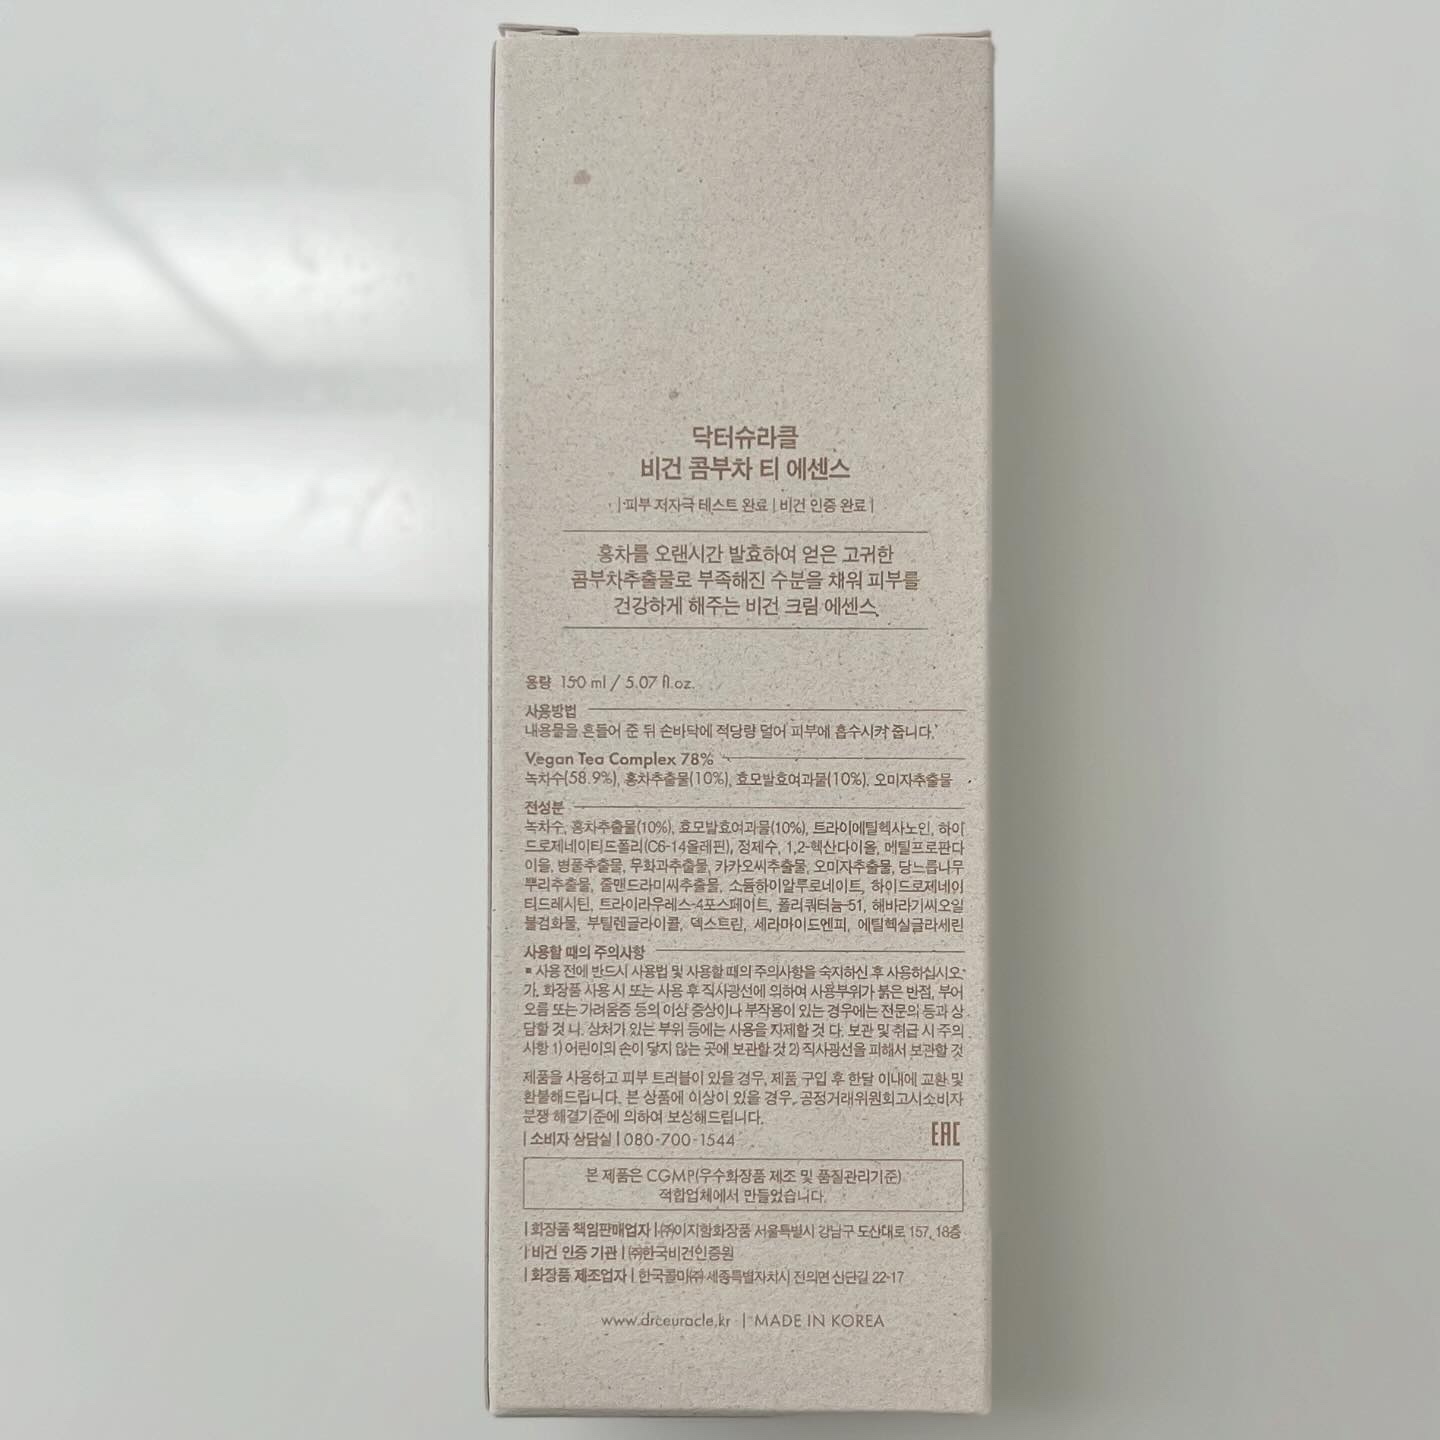 닥터슈라클
비건 콤부차 티 에센스
| 피부 저자극 테스트 완료 | 비건 인증 완료 |
홍차를 오랜시간 발효하여 얻은 고귀한
콤부차추출물로 부족해진 수분을 채워 피부를
건강하게 해주는 비건 크림 에센스
용량 150 ml / 5.07 fl.oz.
사용방법
내용물을 흔들어 준 뒤 손바닥에 적당량 덜어 피부에 흡수시켜 줍니다.
Vegan Tea Complex 78%
녹차수(58.9%), 홍차추출물(10%), 효모발효여과물(10%), 오미자추출물
전성분
녹차수, 홍차추출물(10%), 효모발효여과물(10%), 트라이에틸헥사노인, 하이
드로제네이티드폴리(C6-14올레핀), 정제수, 1,2-헥산다이올, 메틸프로판다
이올, 병풀추출물, 무화과추출물, 카카오씨추출물, 오미자추출물, 당느릅나무
뿌리추출물, 줄맨드라미씨추출물, 소듐하이알루로네이트, 하이드로제네이
티드레시틴, 트라이라우레스-4포스페이트, 폴리쿼터늄-51, 해바라기씨오일
불검화물, 부틸렌글라이콜, 덱스트린, 세라마이드엔피, 에틸헥실글리세린
사용할 때의 주의사항
▪ 사용 전에 반드시 사용법 및 사용할 때의 주의사항을 숙지하신 후 사용하십시오
가. 화장품 사용 시 또는 사용 후 직사광선에 의하여 사용부위가 붉은 반점, 부어
오름 또는 가려움증 등의 이상 증상이나 부작용이 있는 경우에는 전문의 등과 상
담할 것 나. 상처가 있는 부위 등에는 사용을 자제할 것 다. 보관 및 취급 시 주의
사항 1) 어린이의 손이 닿지 않는 곳에 보관할 것 2) 직사광선을 피해서 보관할 것
제품을 사용하고 피부 트러블이 있을 경우, 제품 구입 후 한달 이내에 교환 및
환불해드립니다. 본 상품에 이상이 있을 경우, 공정거래위원회고시소비자
분쟁 해결기준에 의하여 보상해드립니다.
| 소비자 상담실 | 080-700-1544
EAC
본 제품은 CGMP(우수화장품 제조 및 품질관리기준)
적합업체에서 만들었습니다.
| 화장품 책임판매업자 | ㈜이지함화장품 서울특별시 강남구 도산대로 157, 18층
| 비건 인증 기관 | ㈜한국비건인증원
| 화장품 제조업자 | 한국콜마㈜ 세종특별자치시 전의면 산단길 22-17
www.drceuracle.kr | MADE IN KOREA